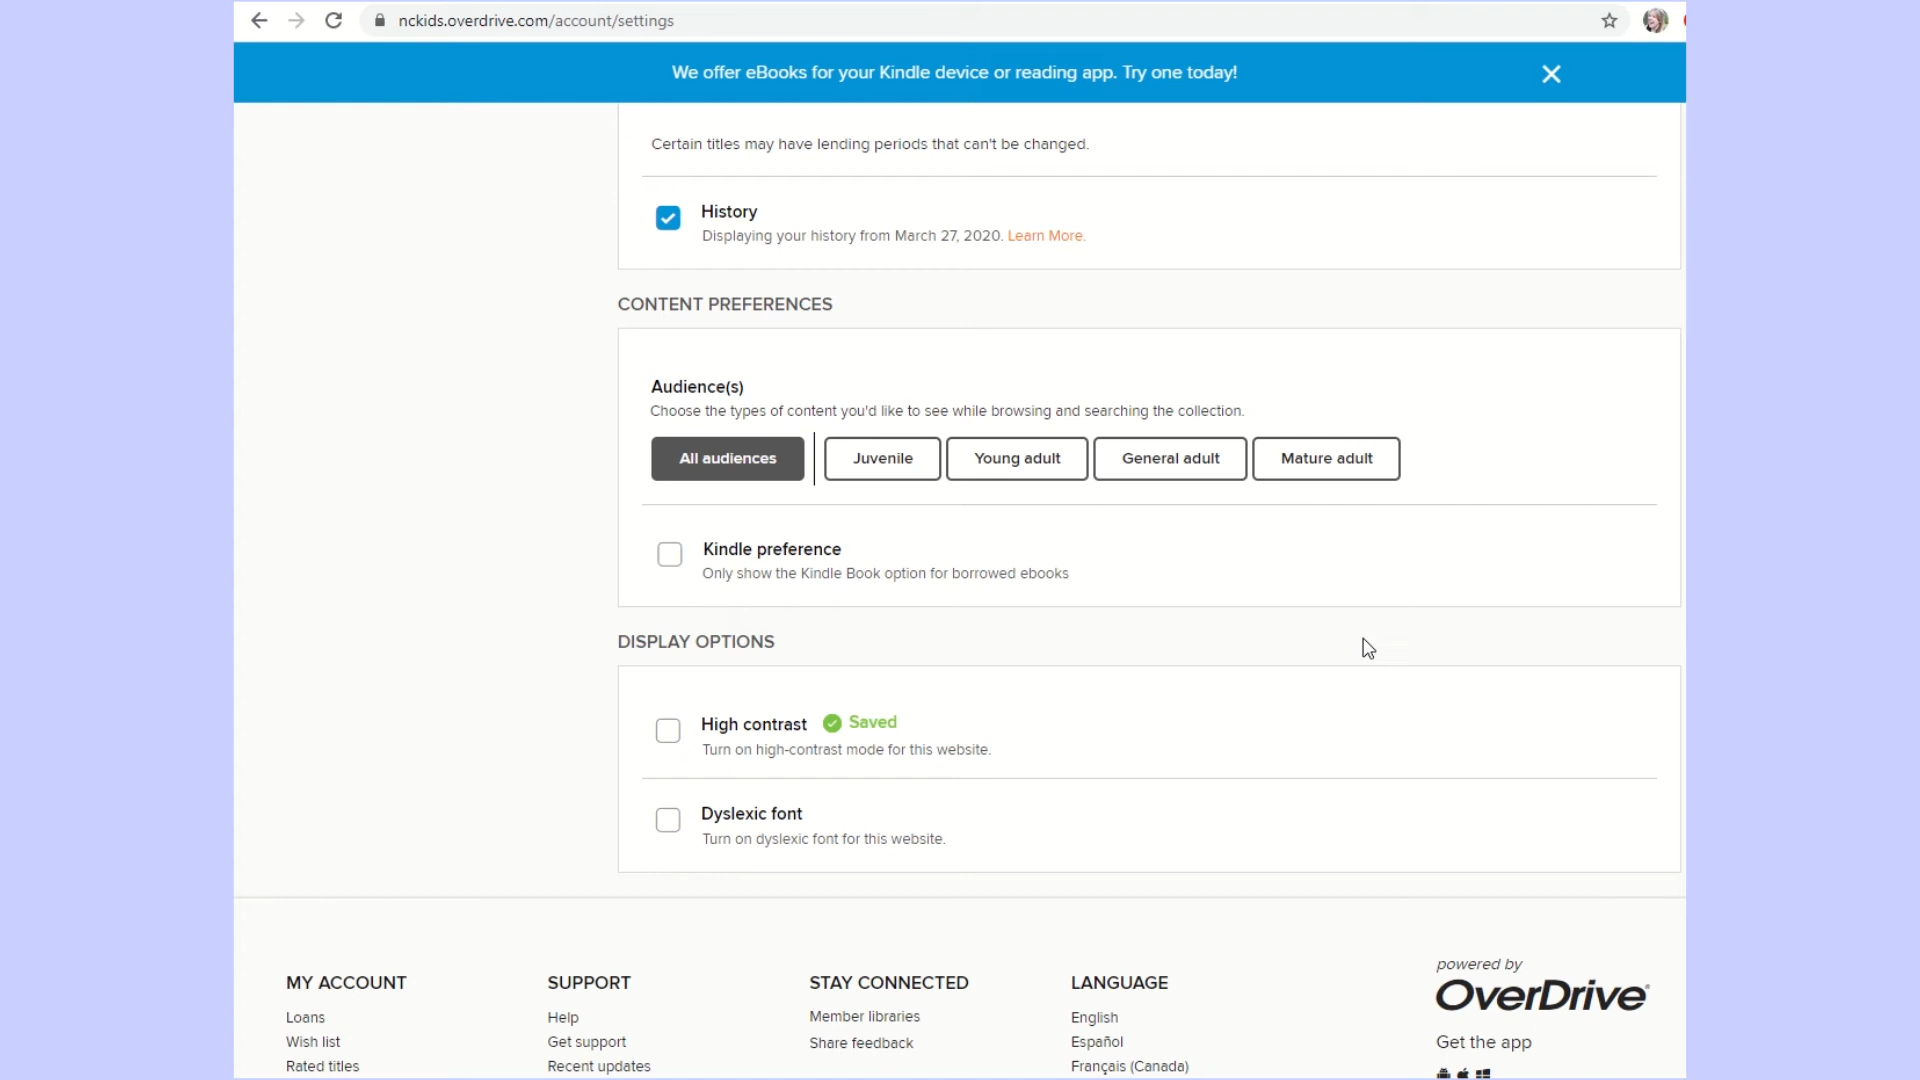 nckids.overdrive.com/account/settings
We offer eBooks for your Kindle device or reading app. Try one today!
Certain titles may have lending periods that can't be changed.
History
Displaying your history from March 27, 2020. Learn More.
CONTENT PREFERENCES
Audience(s)
Choose the types of content you'd like to see while browsing and searching the collection.
All audiences Juvenile Young adult General adult Mature adult
Kindle preference
Only show the Kindle Book option for borrowed ebooks
DISPLAY OPTIONS
High contrast Saved
Turn on high-contrast mode for this website.
Dyslexic font
Turn on dyslexic font for this website.
MY ACCOUNT
Loans
Wish list
Rated titles
SUPPORT
Help
Get support
Recent updates
STAY CONNECTED
Member libraries
Share feedback
LANGUAGE
English
Español
Français (Canada)
powered by
OverDrive
Get the app